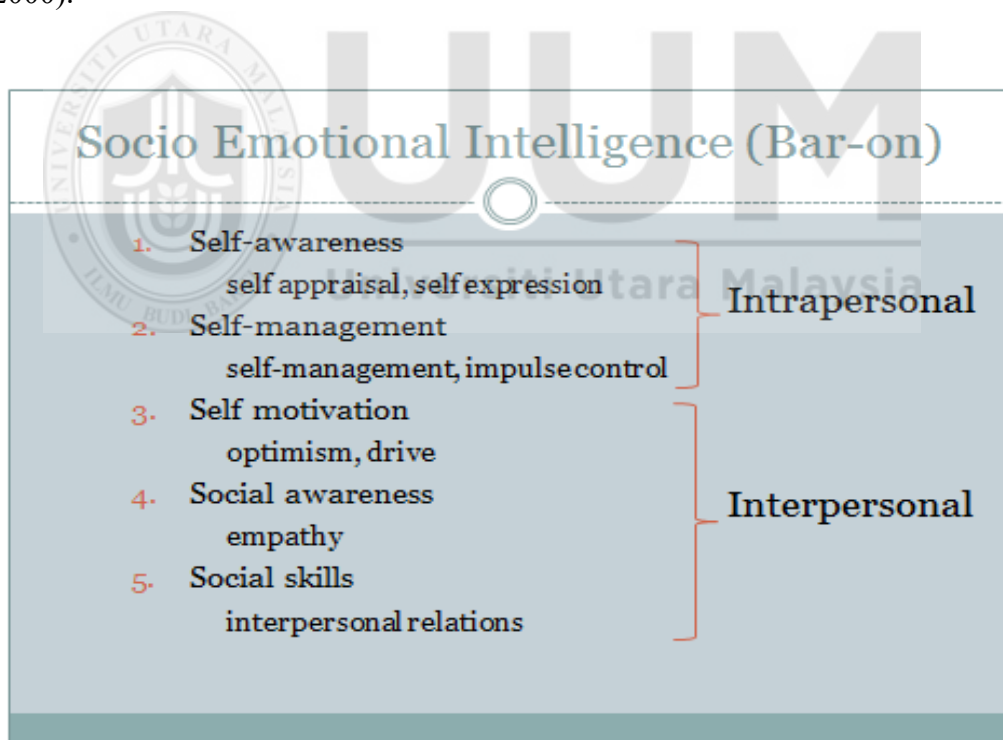 2000).
UNIVERSITI UTARA MALAYSIA
ILMU BUDI BAKTI
UUM
Universiti Utara Malaysia
Socio Emotional Intelligence (Bar-on)
1. Self-awareness
self appraisal, self expression
2. Self-management
self-management, impulse control
Intrapersonal
3. Self motivation
optimism, drive
4. Social awareness
empathy
5. Social skills
interpersonal relations
Interpersonal